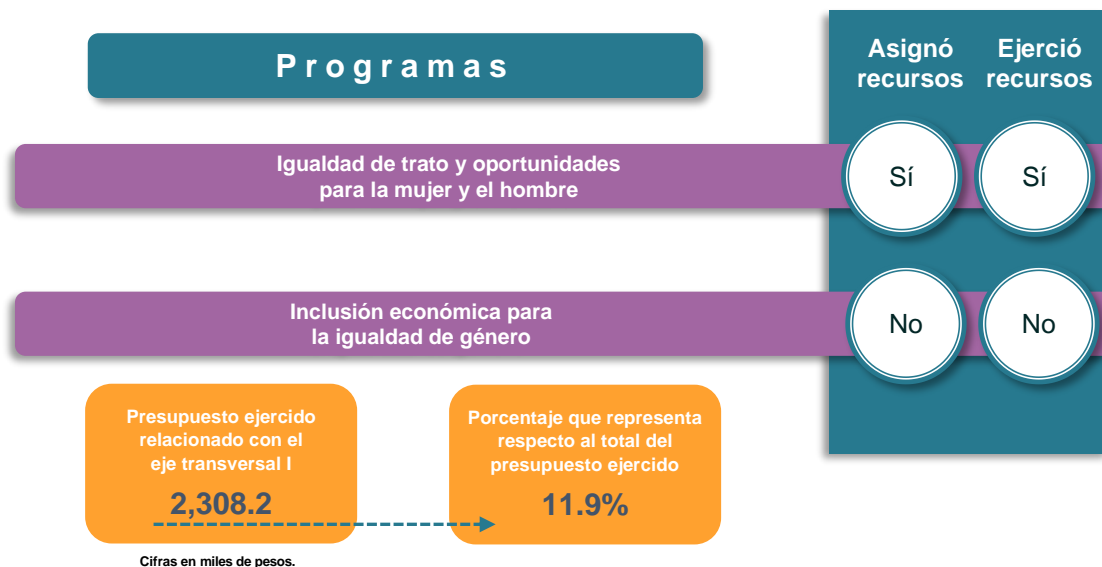 Programas
Asignó
recursos
Ejerció
recursos
Igualdad de trato y oportunidades
para la mujer y el hombre
Sí
Sí
Inclusión económica para
la igualdad de género
No
No
Presupuesto ejercido
relacionado con el
eje transversal I
2,308.2
Porcentaje que representa
respecto al total del
presupuesto ejercido
11.9%
Cifras en miles de pesos.